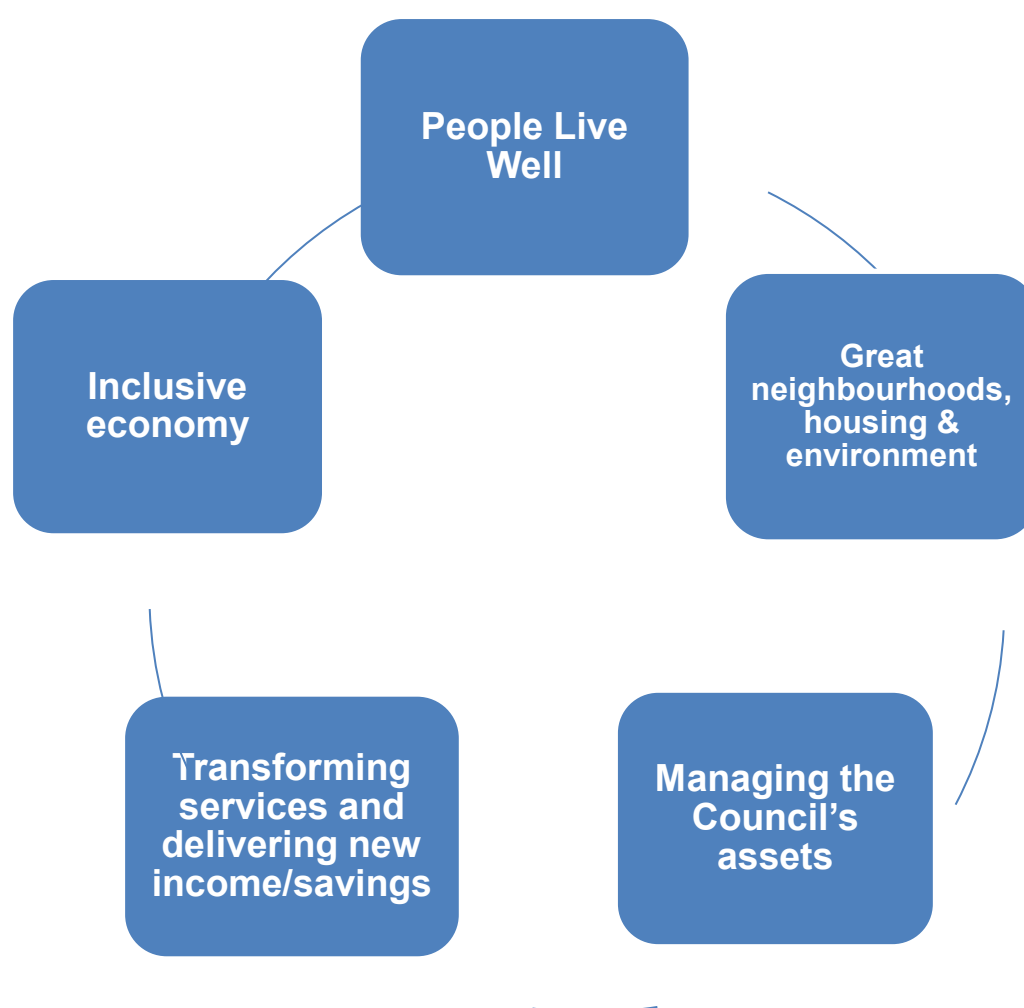 People Live
Well
Great
neighbourhoods,
housing &
environment
Managing the
Council’s
assets
Transforming
services and
delivering new
income/savings
Inclusive
economy